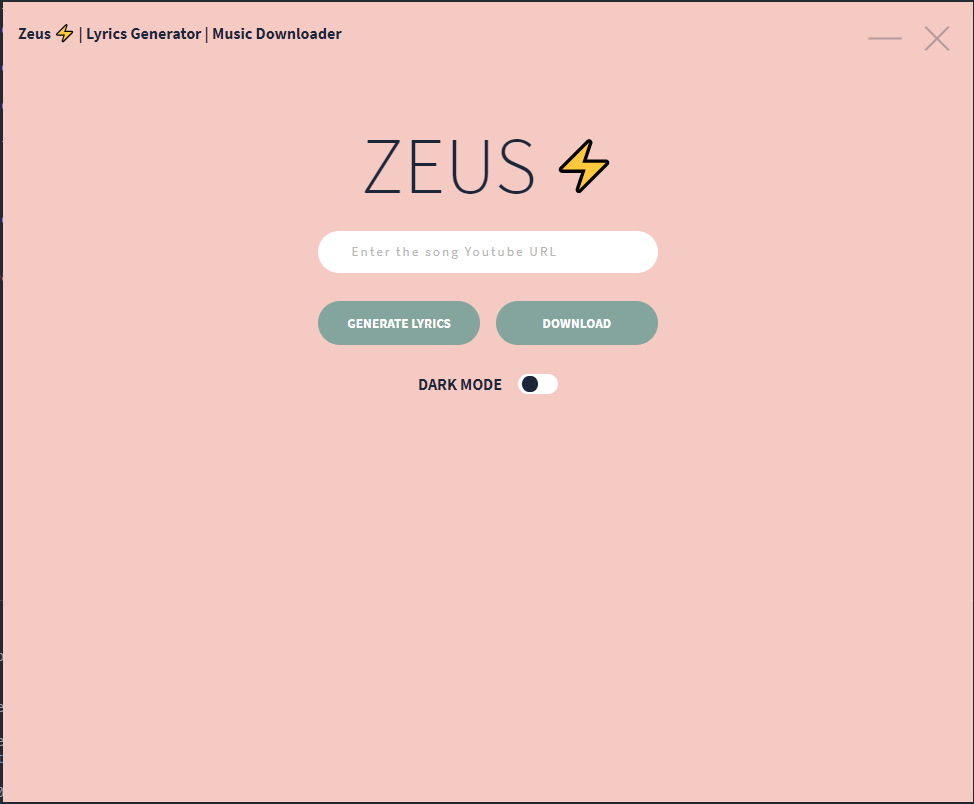 Zeus ⚡ | Lyrics Generator | Music Downloader
ZEUS ⚡
Enter the song Youtube URL
GENERATE LYRICS
DOWNLOAD
DARK MODE